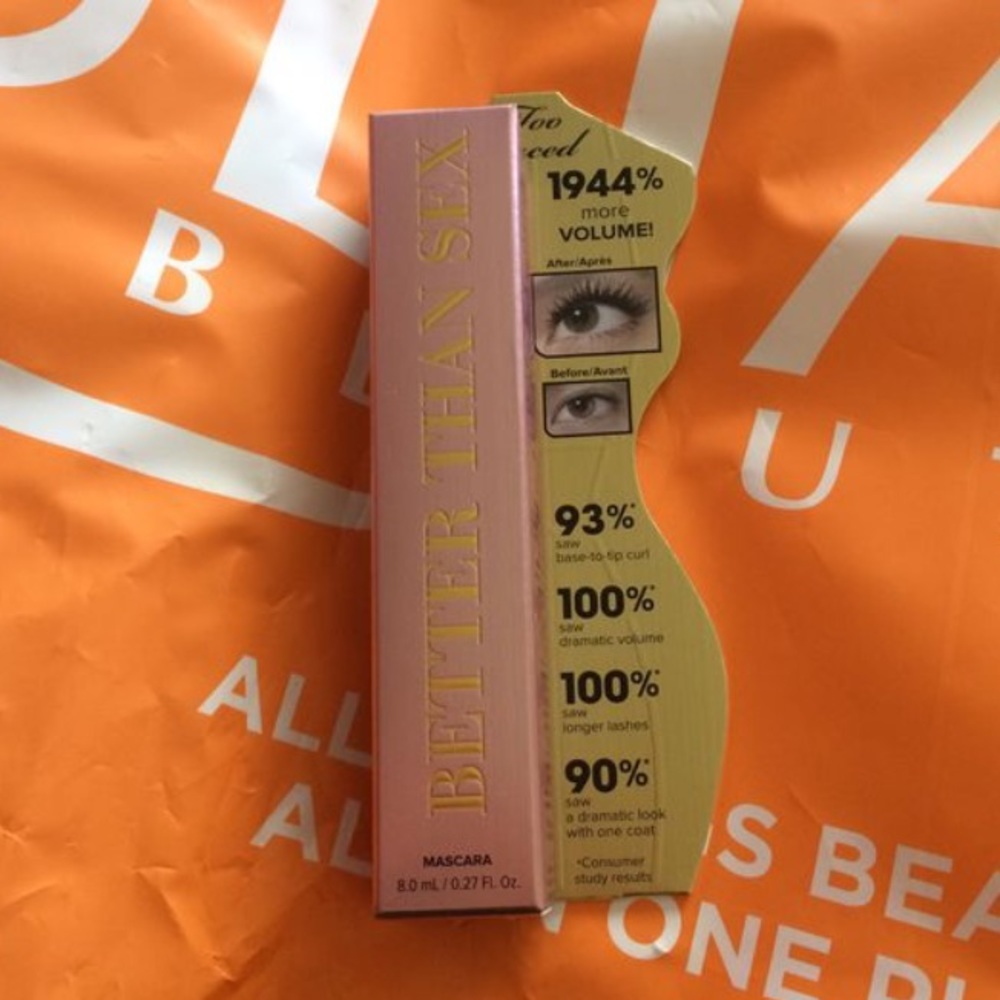 BETTER THAN SEX
MASCARA
8.0 mL / 0.27 Fl. Oz.
Too
1944%
more
VOLUME!
After/Après
Before/Avant
93%*
saw
base-to-tip curl
100%*
saw
dramatic volume
100%*
saw
longer lashes
90%*
saw
a dramatic look
with one coat
*Consumer
study results
B
U
ALL
BEA
ONE